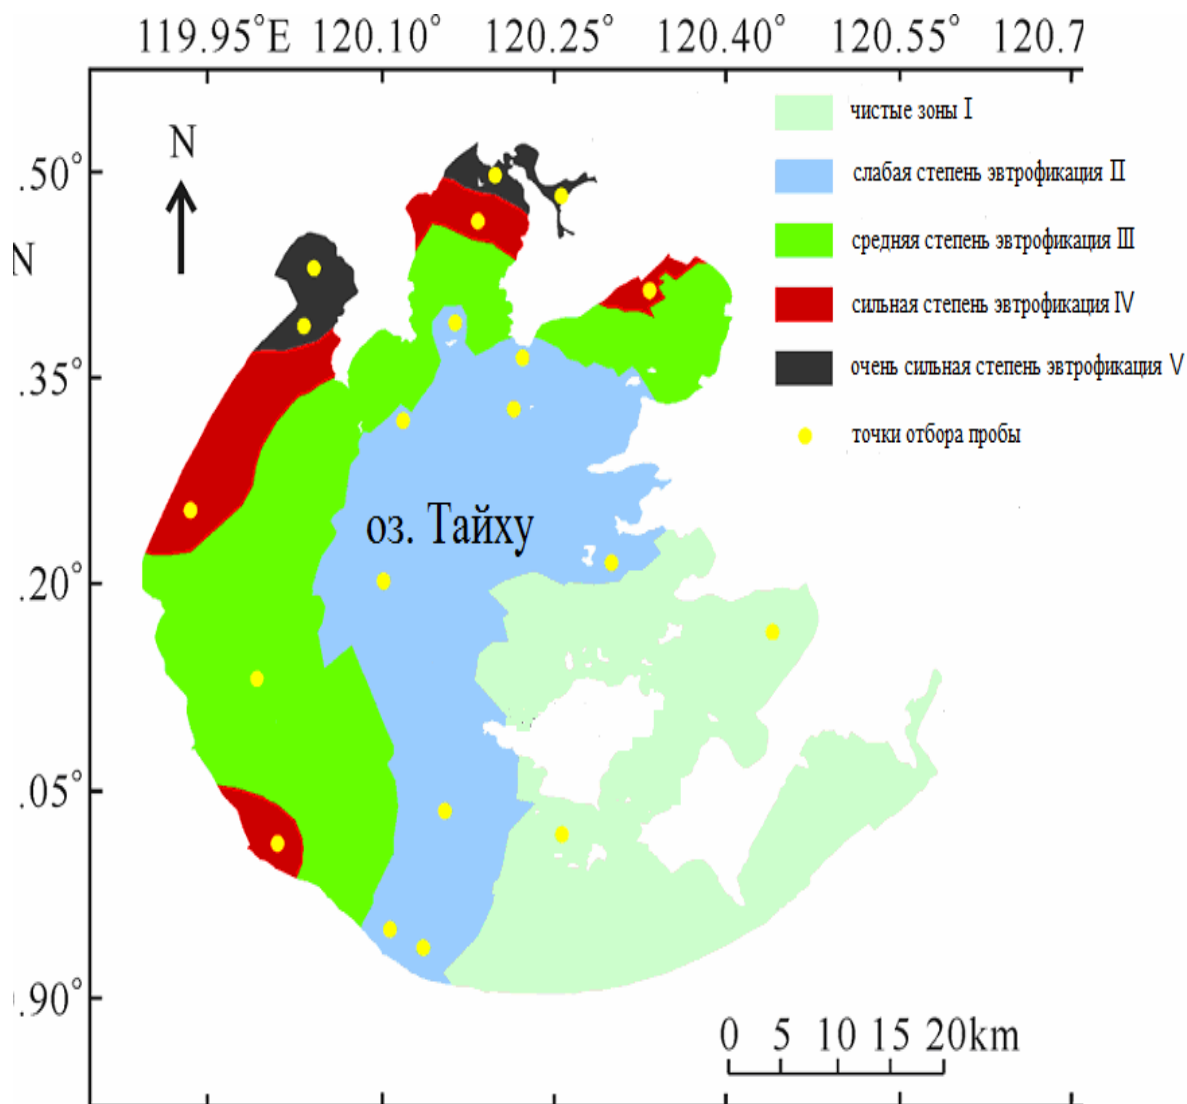 119.95°E 120.10° 120.25° 120.40° 120.55° 120.7
N
.50°
N
.35°
.20°
.05°
.90°
чистые зоны I
слабая степень эвтрофикация II
средняя степень эвтрофикация III
сильная степень эвтрофикация IV
очень сильная степень эвтрофикация V
точки отбора пробы
оз. Тайху
0 5 10 15 20km